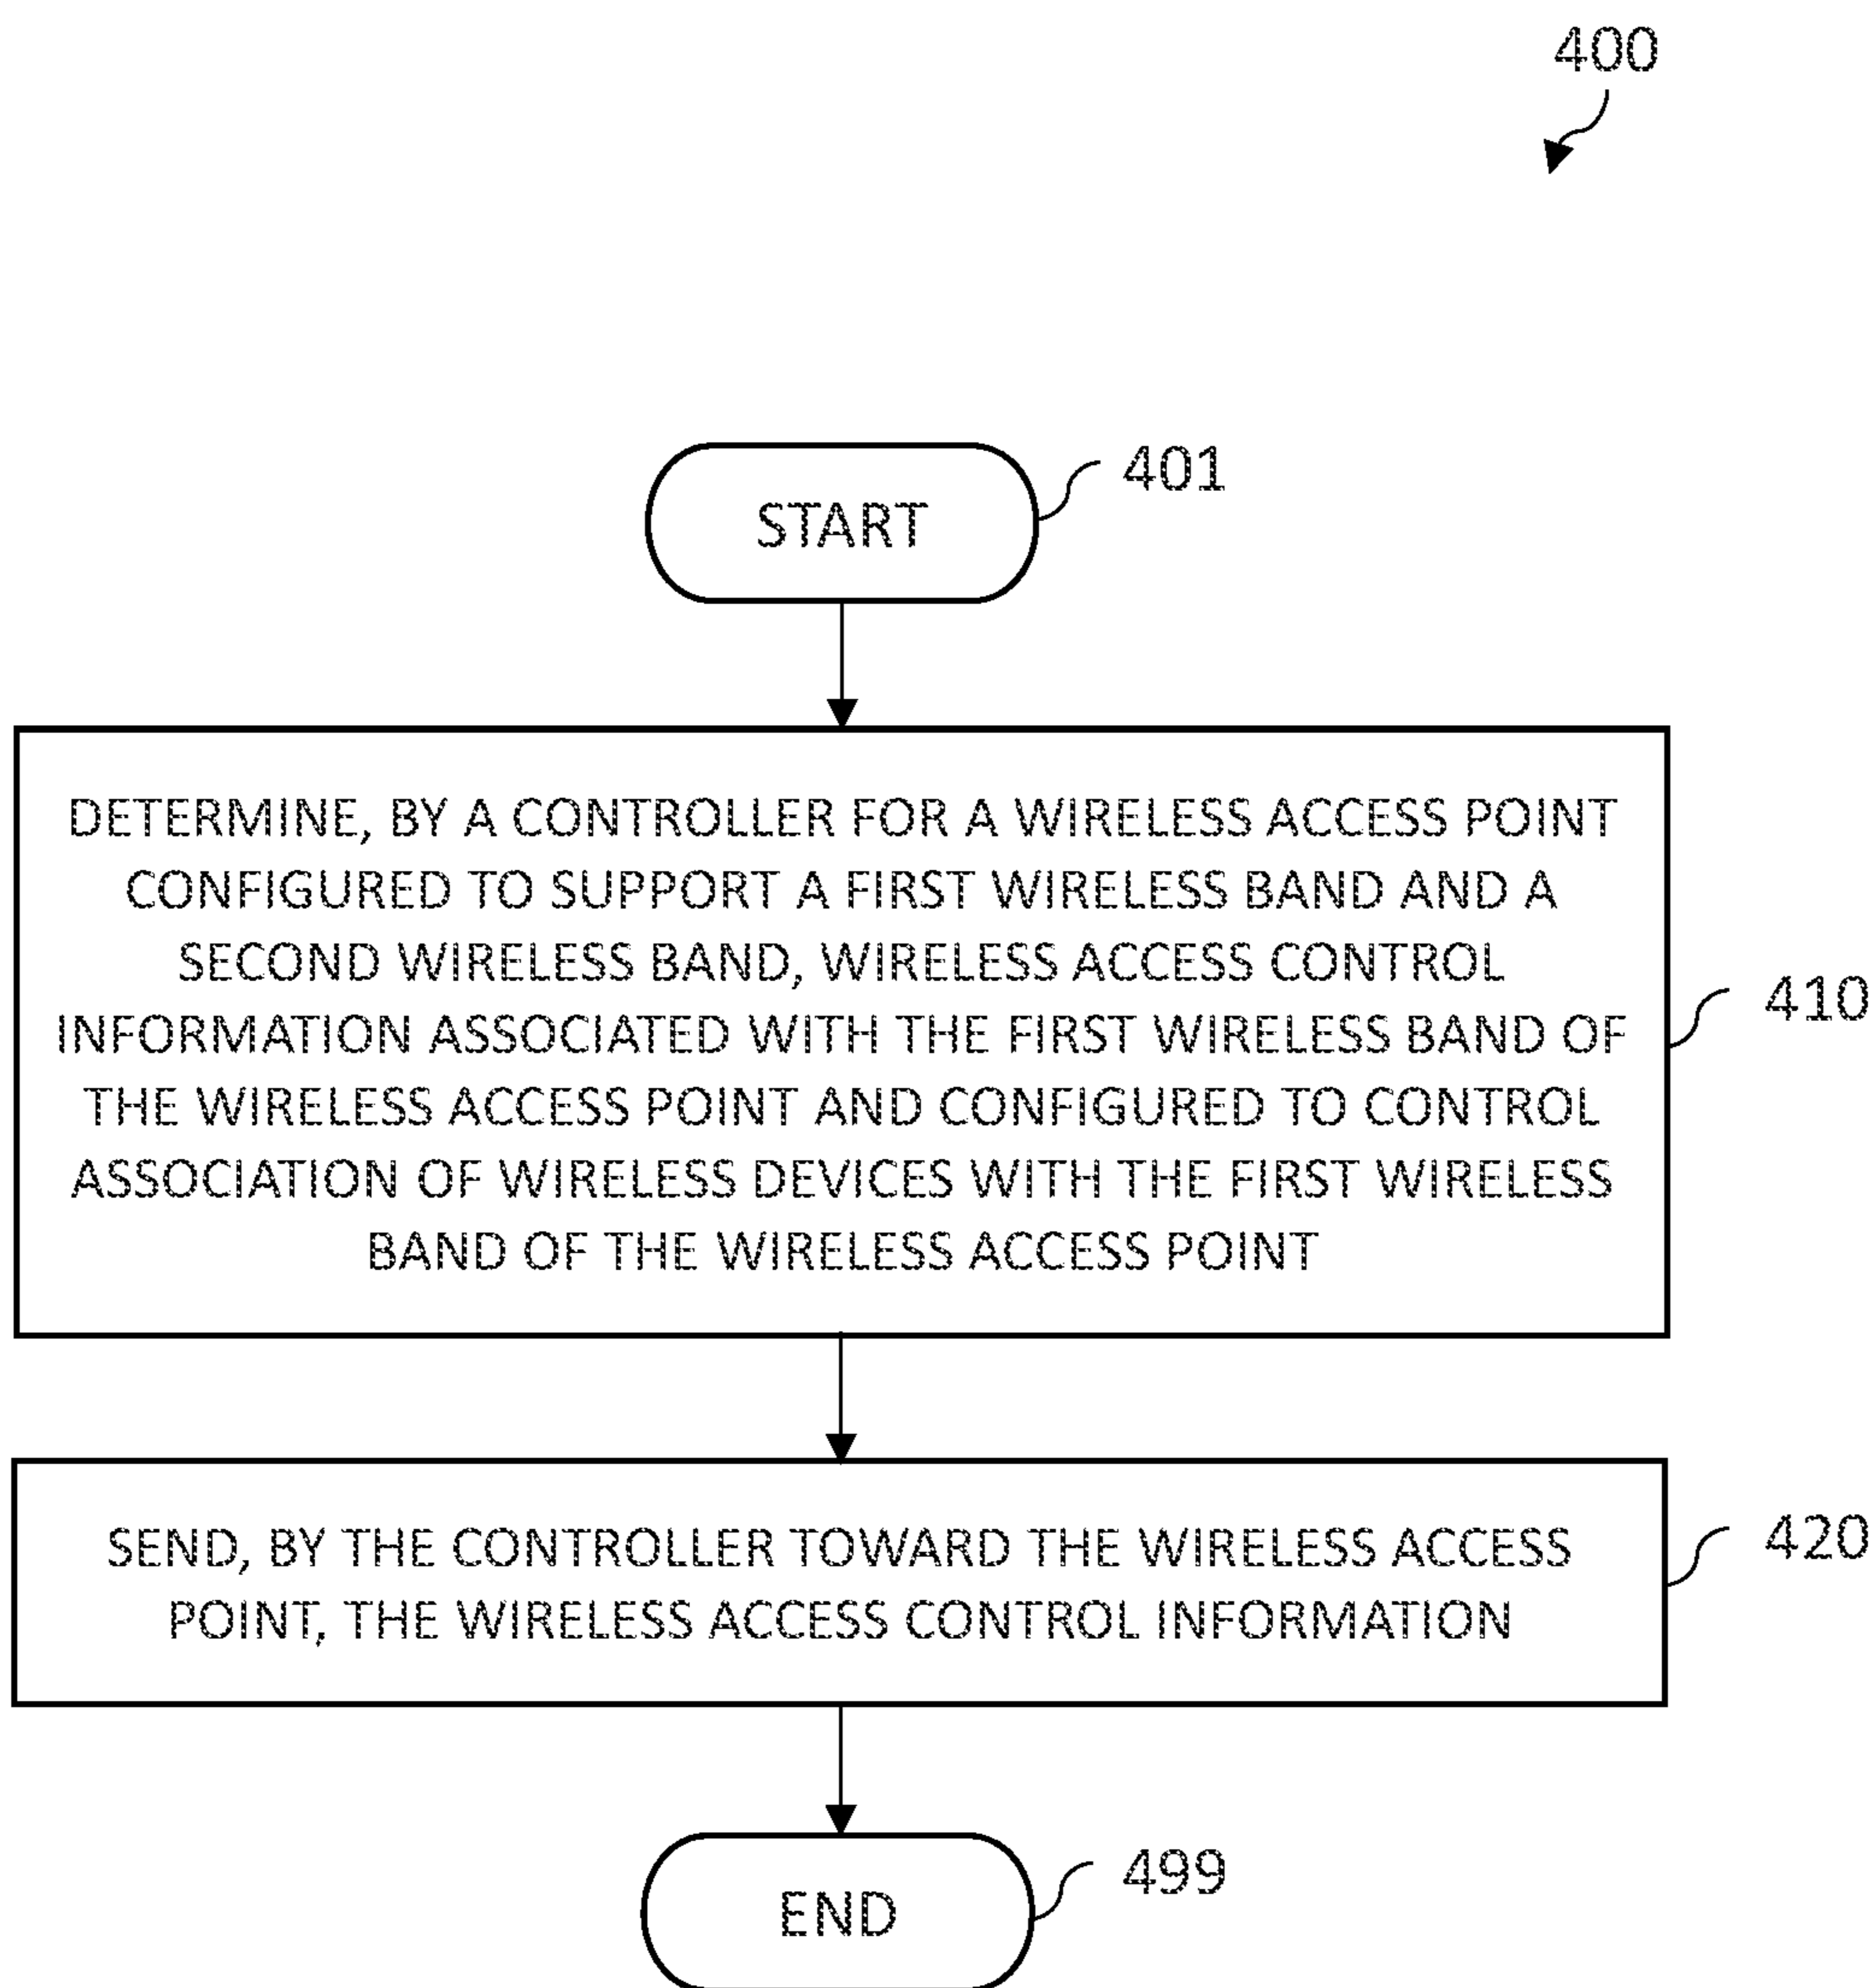 400
START
401
DETERMINE, BY A CONTROLLER FOR A WIRELESS ACCESS POINT
CONFIGURED TO SUPPORT A FIRST WIRELESS BAND AND A
SECOND WIRELESS BAND, WIRELESS ACCESS CONTROL
INFORMATION ASSOCIATED WITH THE FIRST WIRELESS BAND OF
THE WIRELESS ACCESS POINT AND CONFIGURED TO CONTROL
ASSOCIATION OF WIRELESS DEVICES WITH THE FIRST WIRELESS
BAND OF THE WIRELESS ACCESS POINT
410
SEND, BY THE CONTROLLER TOWARD THE WIRELESS ACCESS
POINT, THE WIRELESS ACCESS CONTROL INFORMATION
420
END
499